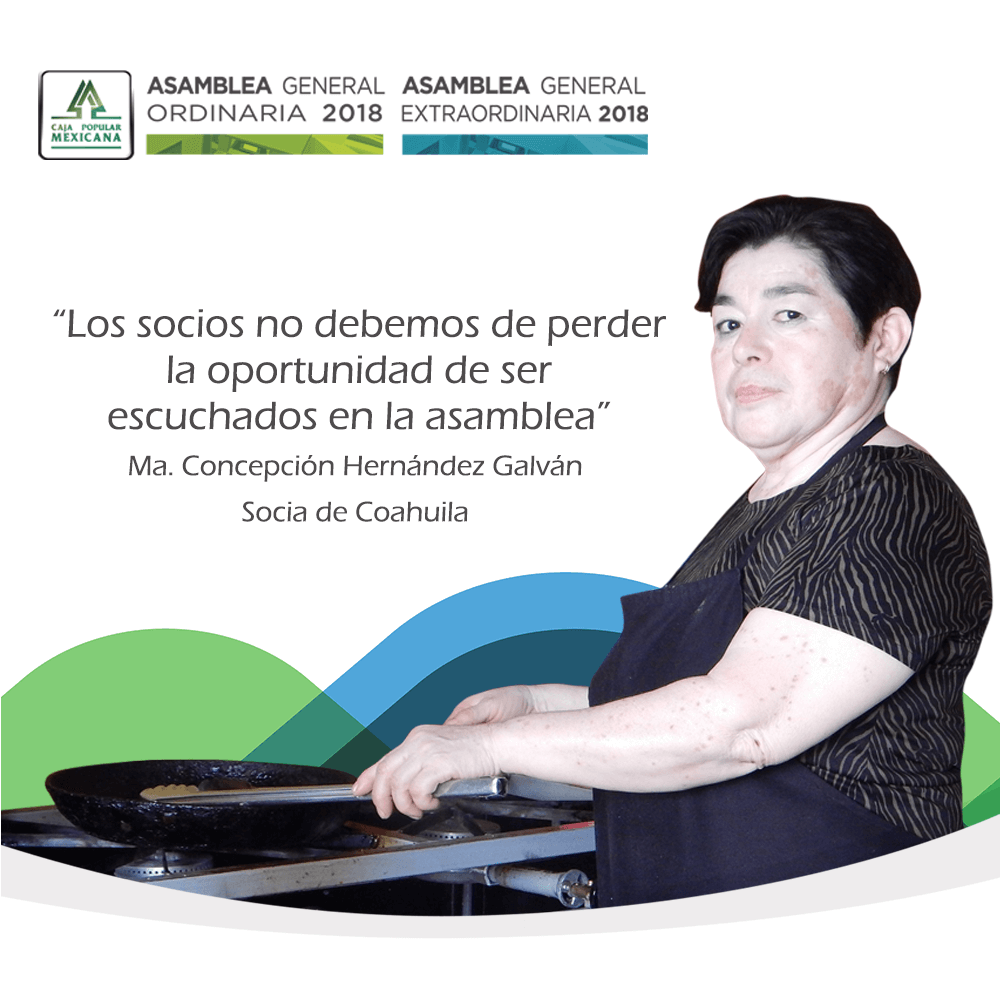 CAJA POPULAR
MEXICANA
ASAMBLEA GENERAL
ORDINARIA 2018
ASAMBLEA GENERAL
EXTRAORDINARIA 2018
“Los socios no debemos de perder
la oportunidad de ser
escuchados en la asamblea”
Ma. Concepción Hernández Galván
Socia de Coahuila